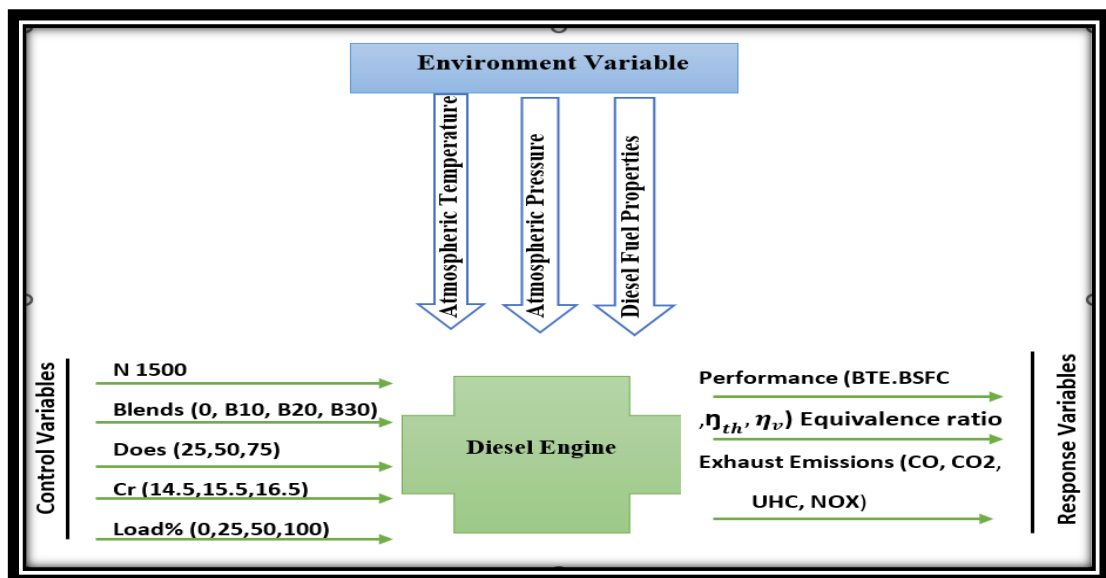 Environment Variable
Atmospheric Temperature
Atmospheric Pressure
Diesel Fuel Properties
Control Variables
N 1500
Blends (0, B10, B20, B30)
Does (25,50,75)
Cr (14.5,15.5,16.5)
Load% (0,25,50,100)
Diesel Engine
Performance (BTE.BSFC
,η_th, η_v) Equivalence ratio
Exhaust Emissions (CO, CO2,
UHC, NOX)
Response Variables